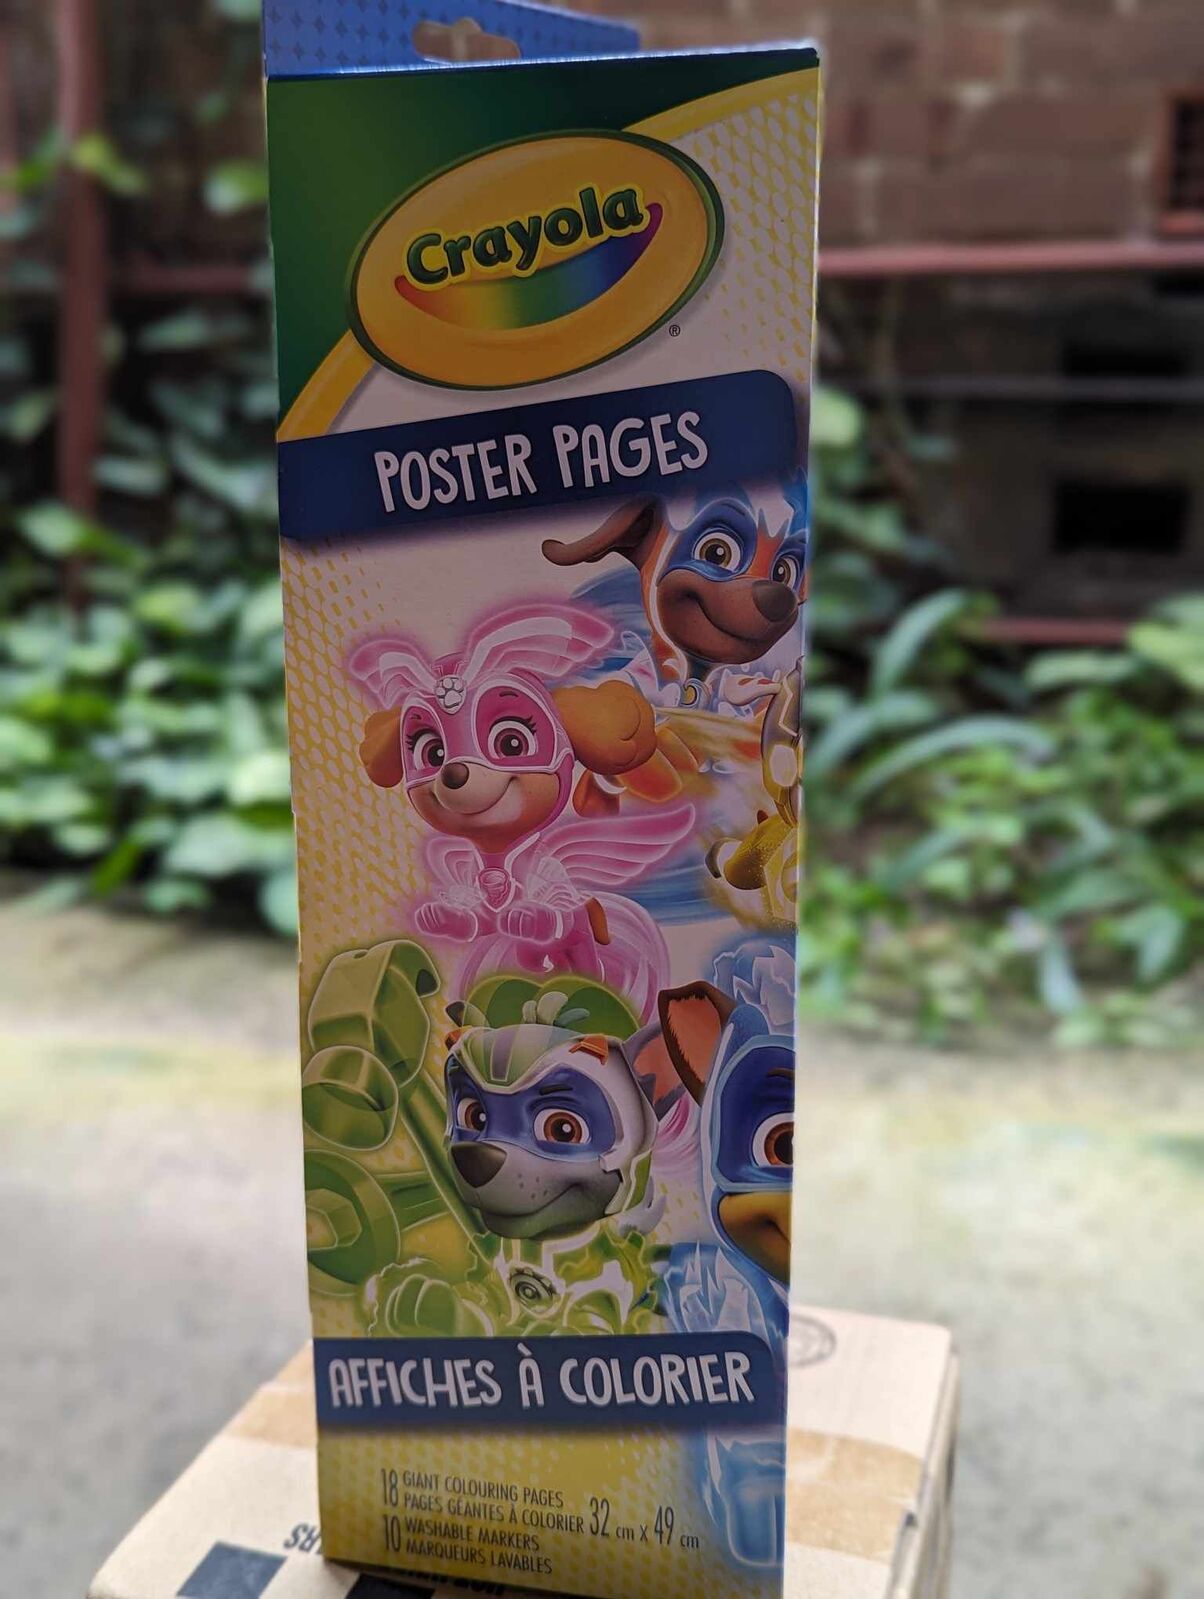 Crayola
®
POSTER PAGES
AFFICHES À COLORIER
18 GIANT COLOURING PAGES
PAGES GÉANTES À COLORIER 32 cm x 49 cm
10 WASHABLE MARKERS
MARQUEURS LAVABLES